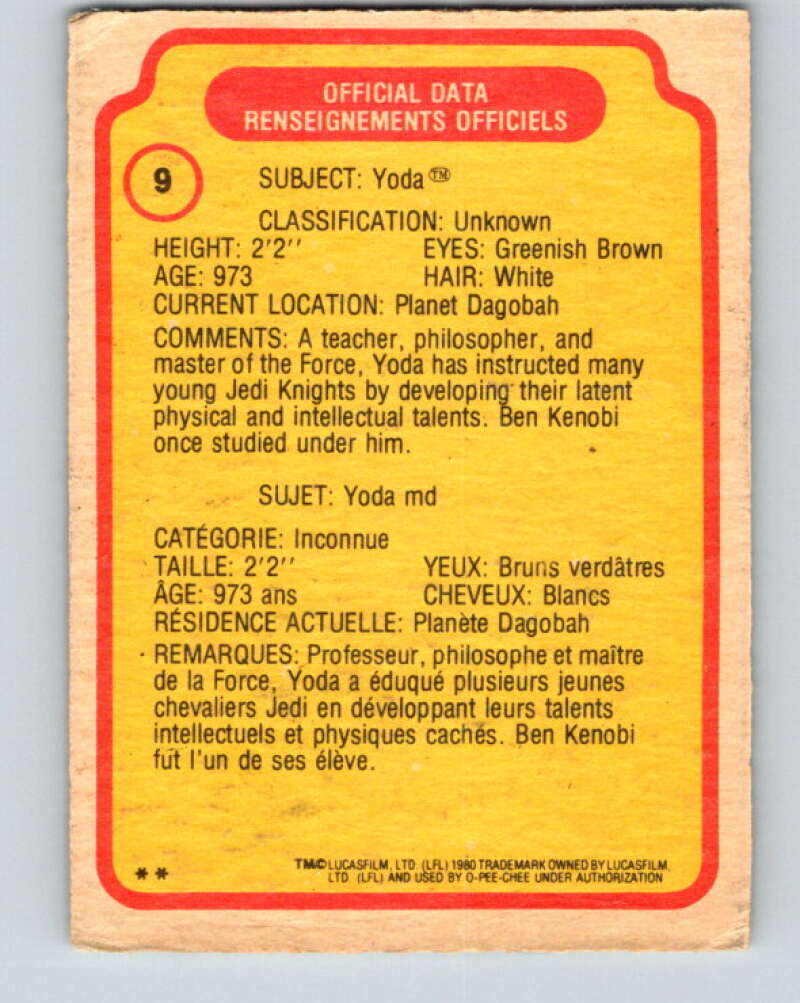 OFFICIAL DATA
RENSEIGNEMENTS OFFICIELS
9
SUBJECT: Yoda™
CLASSIFICATION: Unknown
HEIGHT: 2'2'' EYES: Greenish Brown
AGE: 973 HAIR: White
CURRENT LOCATION: Planet Dagobah
COMMENTS: A teacher, philosopher, and
master of the Force, Yoda has instructed many
young Jedi Knights by developing their latent
physical and intellectual talents. Ben Kenobi
once studied under him.
SUJET: Yoda md
CATÉGORIE: Inconnue
TAILLE: 2'2'' YEUX: Bruns verdâtres
ÂGE: 973 ans CHEVEUX: Blancs
RÉSIDENCE ACTUELLE: Planète Dagobah
REMARQUES: Professeur, philosophe et maître
de la Force, Yoda a éduqué plusieurs jeunes
chevaliers Jedi en développant leurs talents
intellectuels et physiques cachés. Ben Kenobi
fut l'un de ses élève.
** TM© LUCASFILM, LTD. (LFL) 1980 TRADEMARK OWNED BY LUCASFILM,
LTD. (LFL) AND USED BY O-PEE-CHEE UNDER AUTHORIZATION